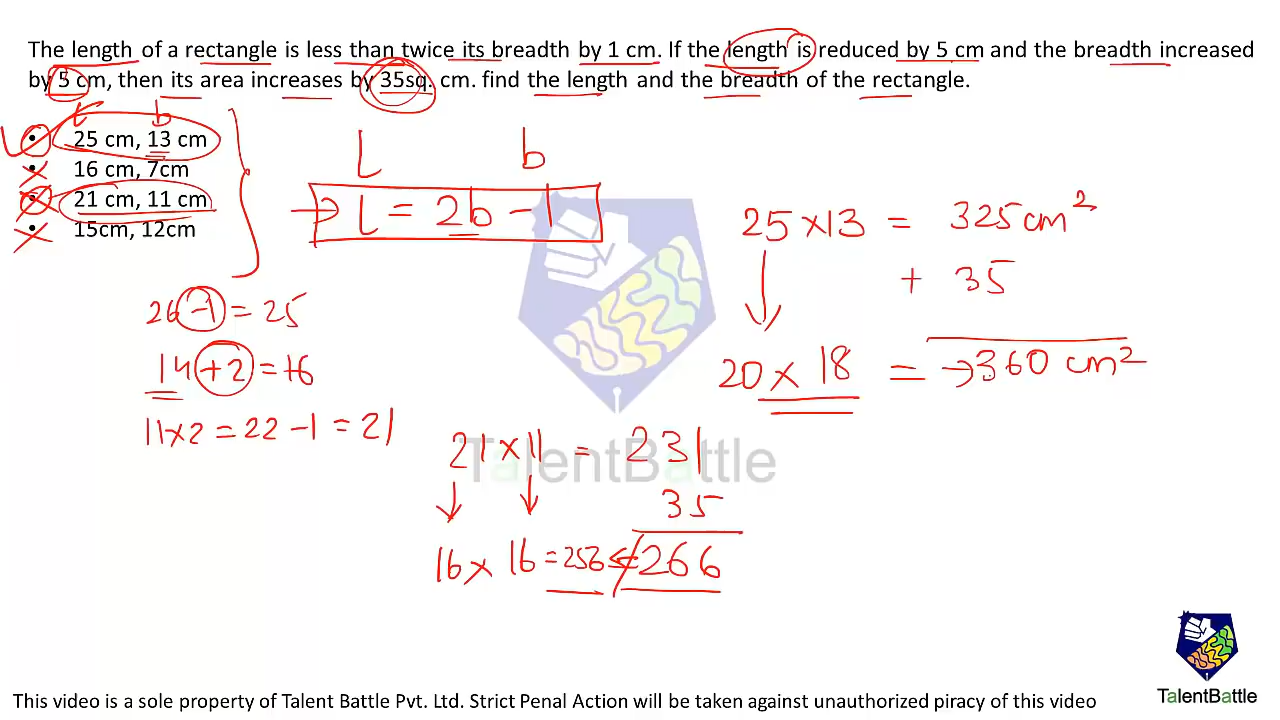 The length of a rectangle is less than twice its breadth by 1 cm. If the length is reduced by 5 cm and the breadth increased
by 5 cm, then its area increases by 35sq. cm. find the length and the breadth of the rectangle.
b
• 25 cm, 13 cm
• 16 cm, 7cm
• 21 cm, 11 cm
• 15cm, 12cm
L b
L = 2b - 1
26 - 1 = 25
14 + 2 = 16
11 x 2 = 22 - 1 = 21
25 x 13 = 325 cm²
+ 35
20 x 18 = 360 cm²
21 x 11 = 231
35
16 x 16 = 256 266
TalentBattle
TalentBattle
This video is a sole property of Talent Battle Pvt. Ltd. Strict Penal Action will be taken against unauthorized piracy of this video